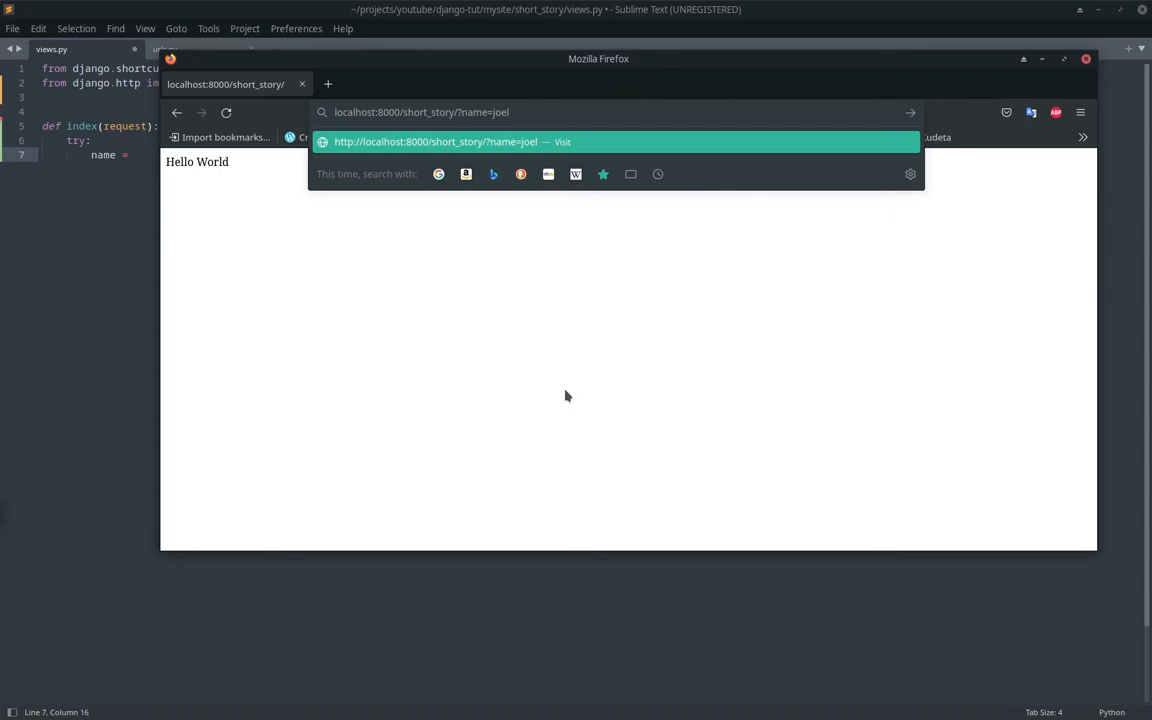 ~/projects/youtube/django-tut/mysite/short_story/views.py • - Sublime Text (UNREGISTERED)
File Edit Selection Find View Goto Tools Project Preferences Help
views.py
Mozilla Firefox
1 from django.shortcu
2 from django.http im
3
4
5 def index(request):
6 try:
7 name =
localhost:8000/short_story/
localhost:8000/short_story/?name=joel
Import bookmarks...
http://localhost:8000/short_story/?name=joel — Visit
Hello World
This time, search with:
Line 7, Column 16
Tab Size: 4
Python